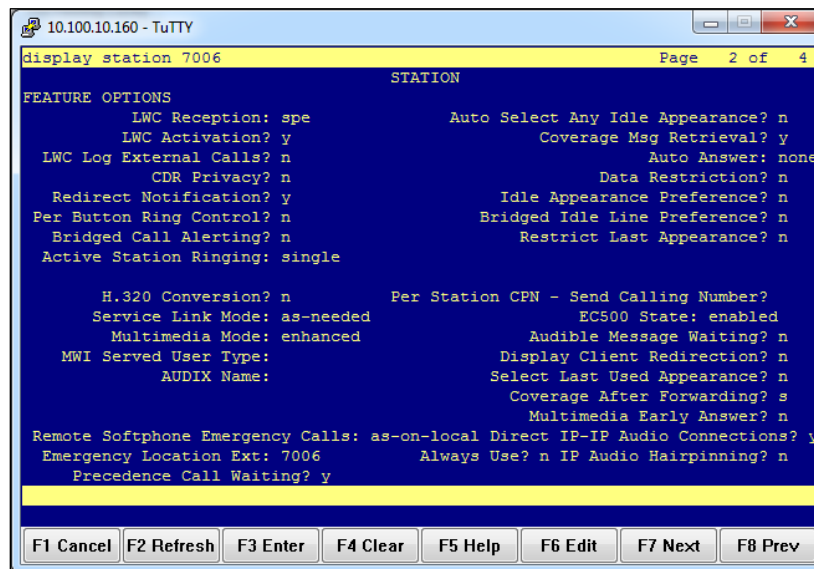 10.100.10.160 - TuTTY
display station 7006 Page 2 of 4
STATION
FEATURE OPTIONS
LWC Reception: spe Auto Select Any Idle Appearance? n
LWC Activation? y Coverage Msg Retrieval? y
LWC Log External Calls? n Auto Answer: none
CDR Privacy? n Data Restriction? n
Redirect Notification? y Idle Appearance Preference? n
Per Button Ring Control? n Bridged Idle Line Preference? n
Bridged Call Alerting? n Restrict Last Appearance? n
Active Station Ringing: single
H.320 Conversion? n Per Station CPN - Send Calling Number?
Service Link Mode: as-needed EC500 State: enabled
Multimedia Mode: enhanced Audible Message Waiting? n
MWI Served User Type: Display Client Redirection? n
AUDIX Name: Select Last Used Appearance? n
Coverage After Forwarding? s
Multimedia Early Answer? n
Remote Softphone Emergency Calls: as-on-local Direct IP-IP Audio Connections? y
Emergency Location Ext: 7006 Always Use? n IP Audio Hairpinning? n
Precedence Call Waiting? y
F1 Cancel F2 Refresh F3 Enter F4 Clear F5 Help F6 Edit F7 Next F8 Prev